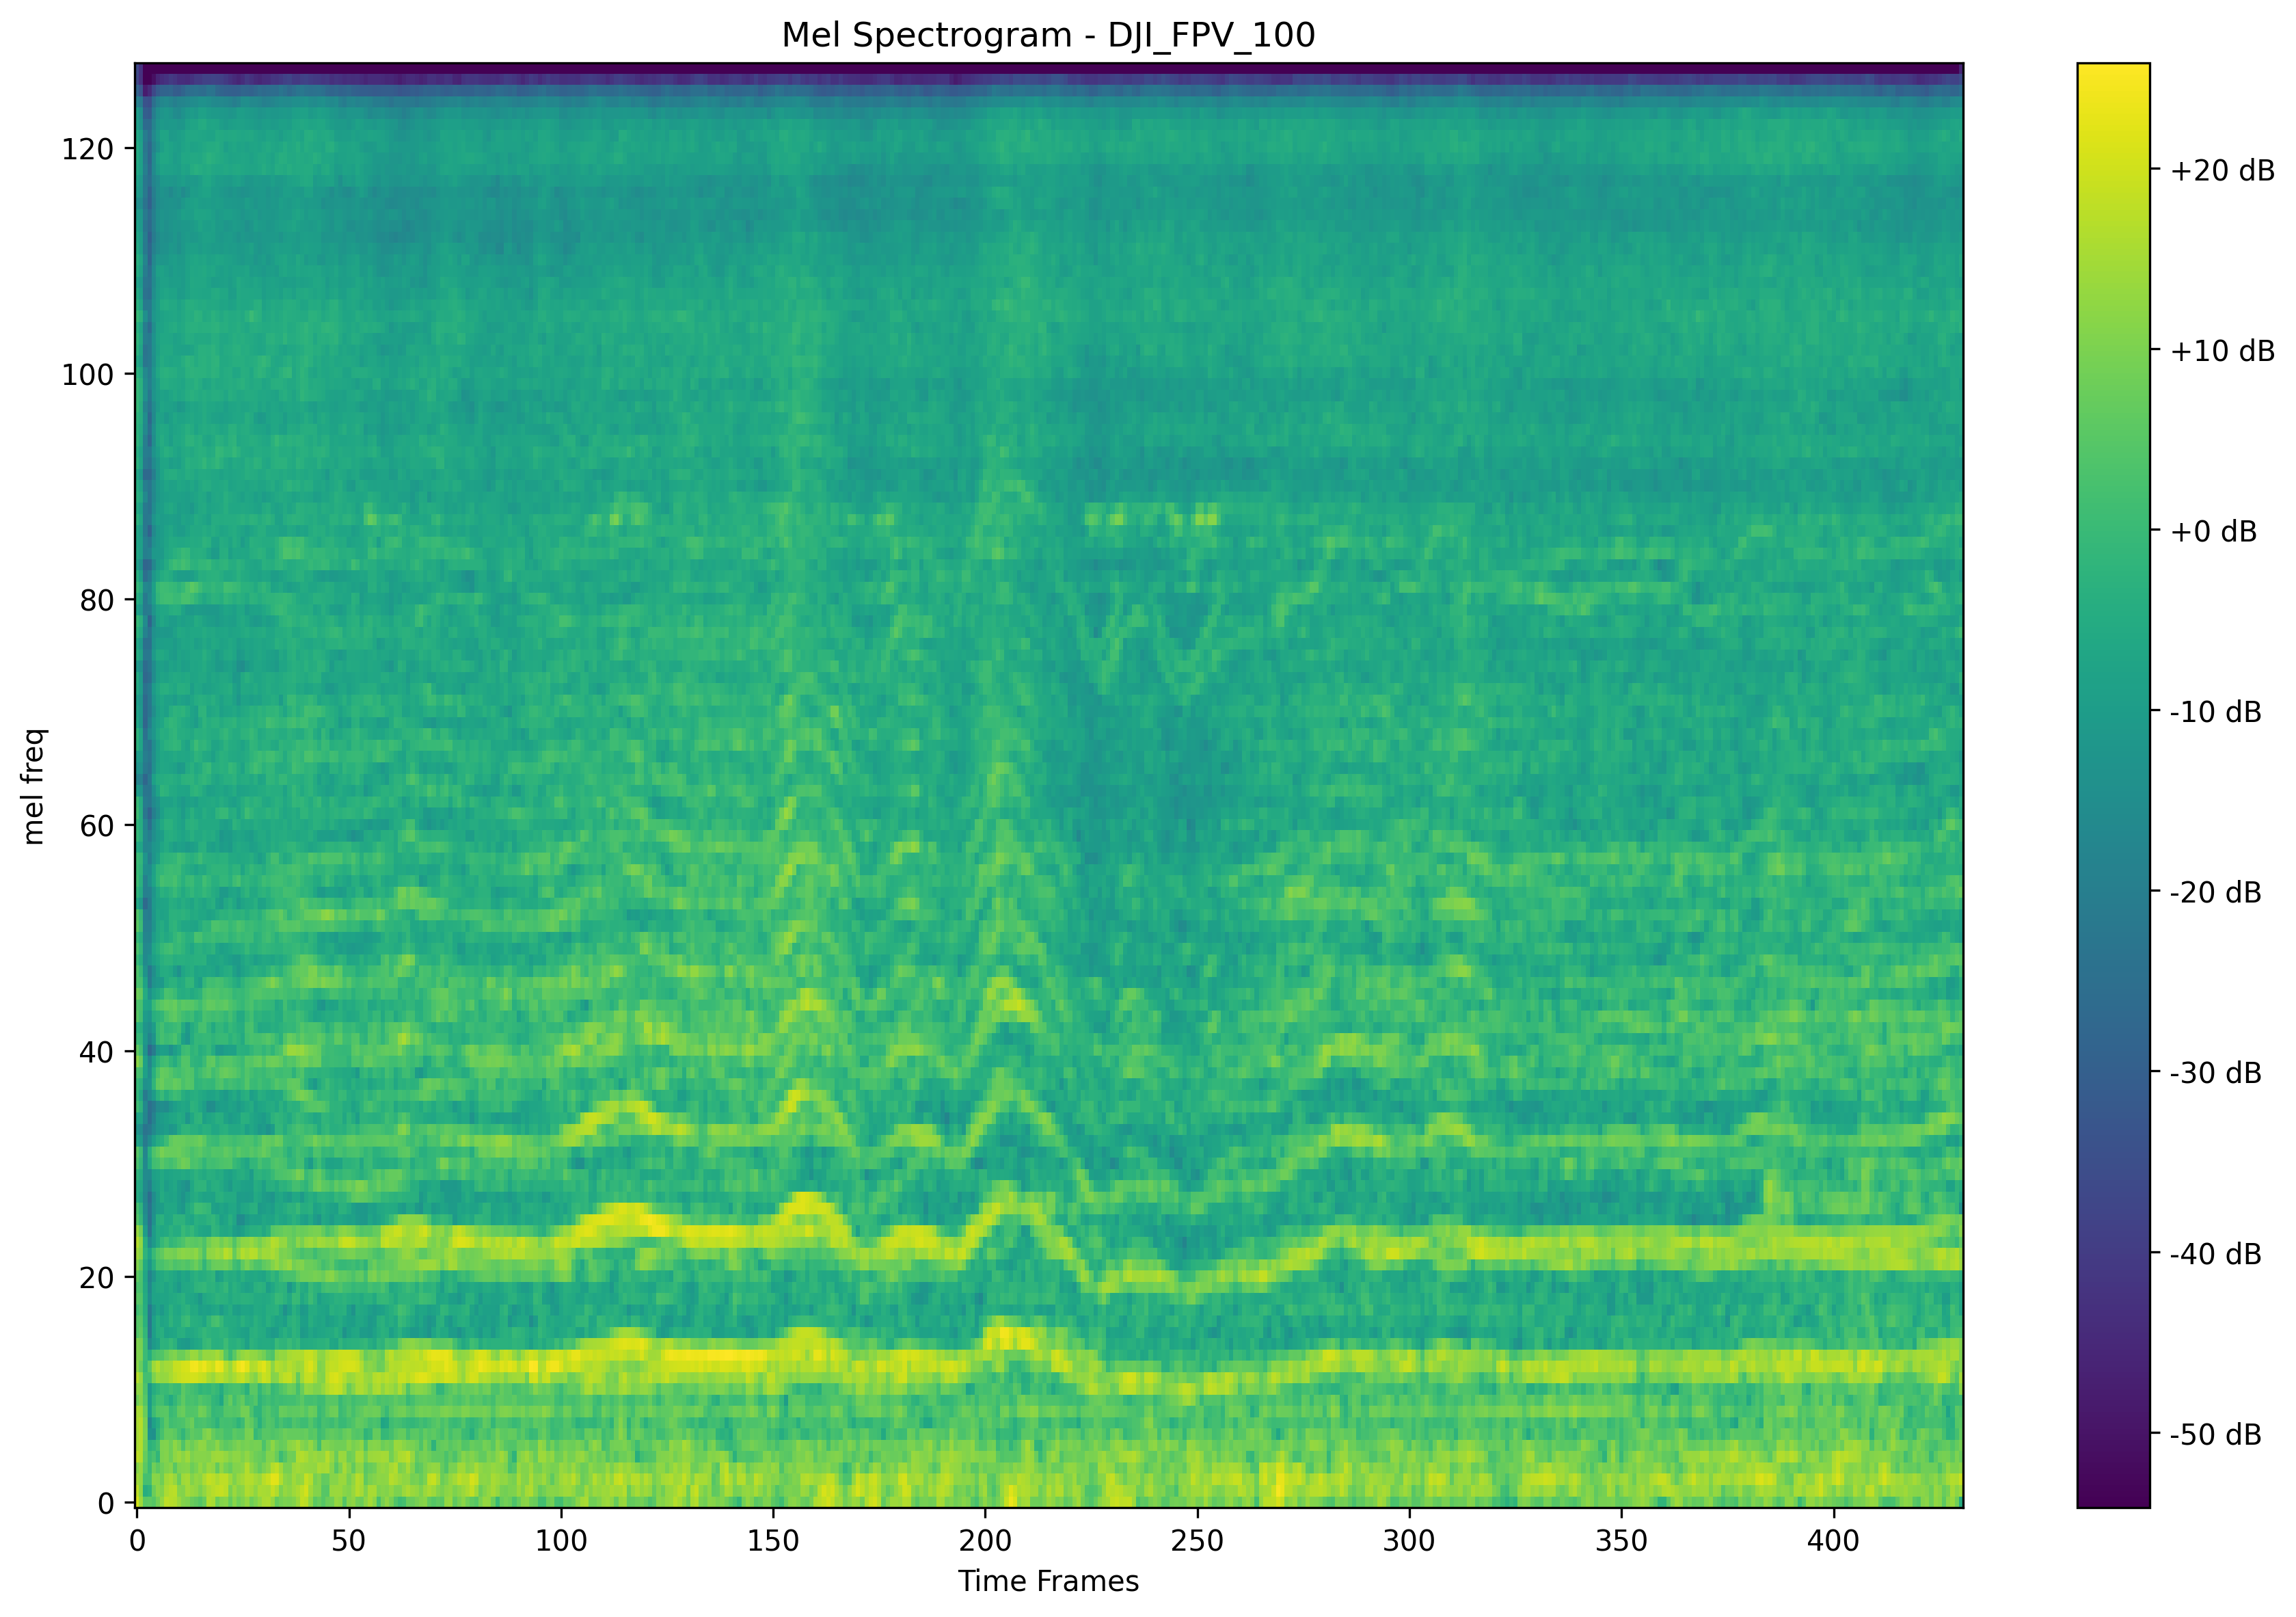 Mel Spectrogram - DJI_FPV_100
mel freq
120
100
80
60
40
20
0
0 50 100 150 200 250 300 350 400
Time Frames
+20 dB
+10 dB
+0 dB
-10 dB
-20 dB
-30 dB
-40 dB
-50 dB